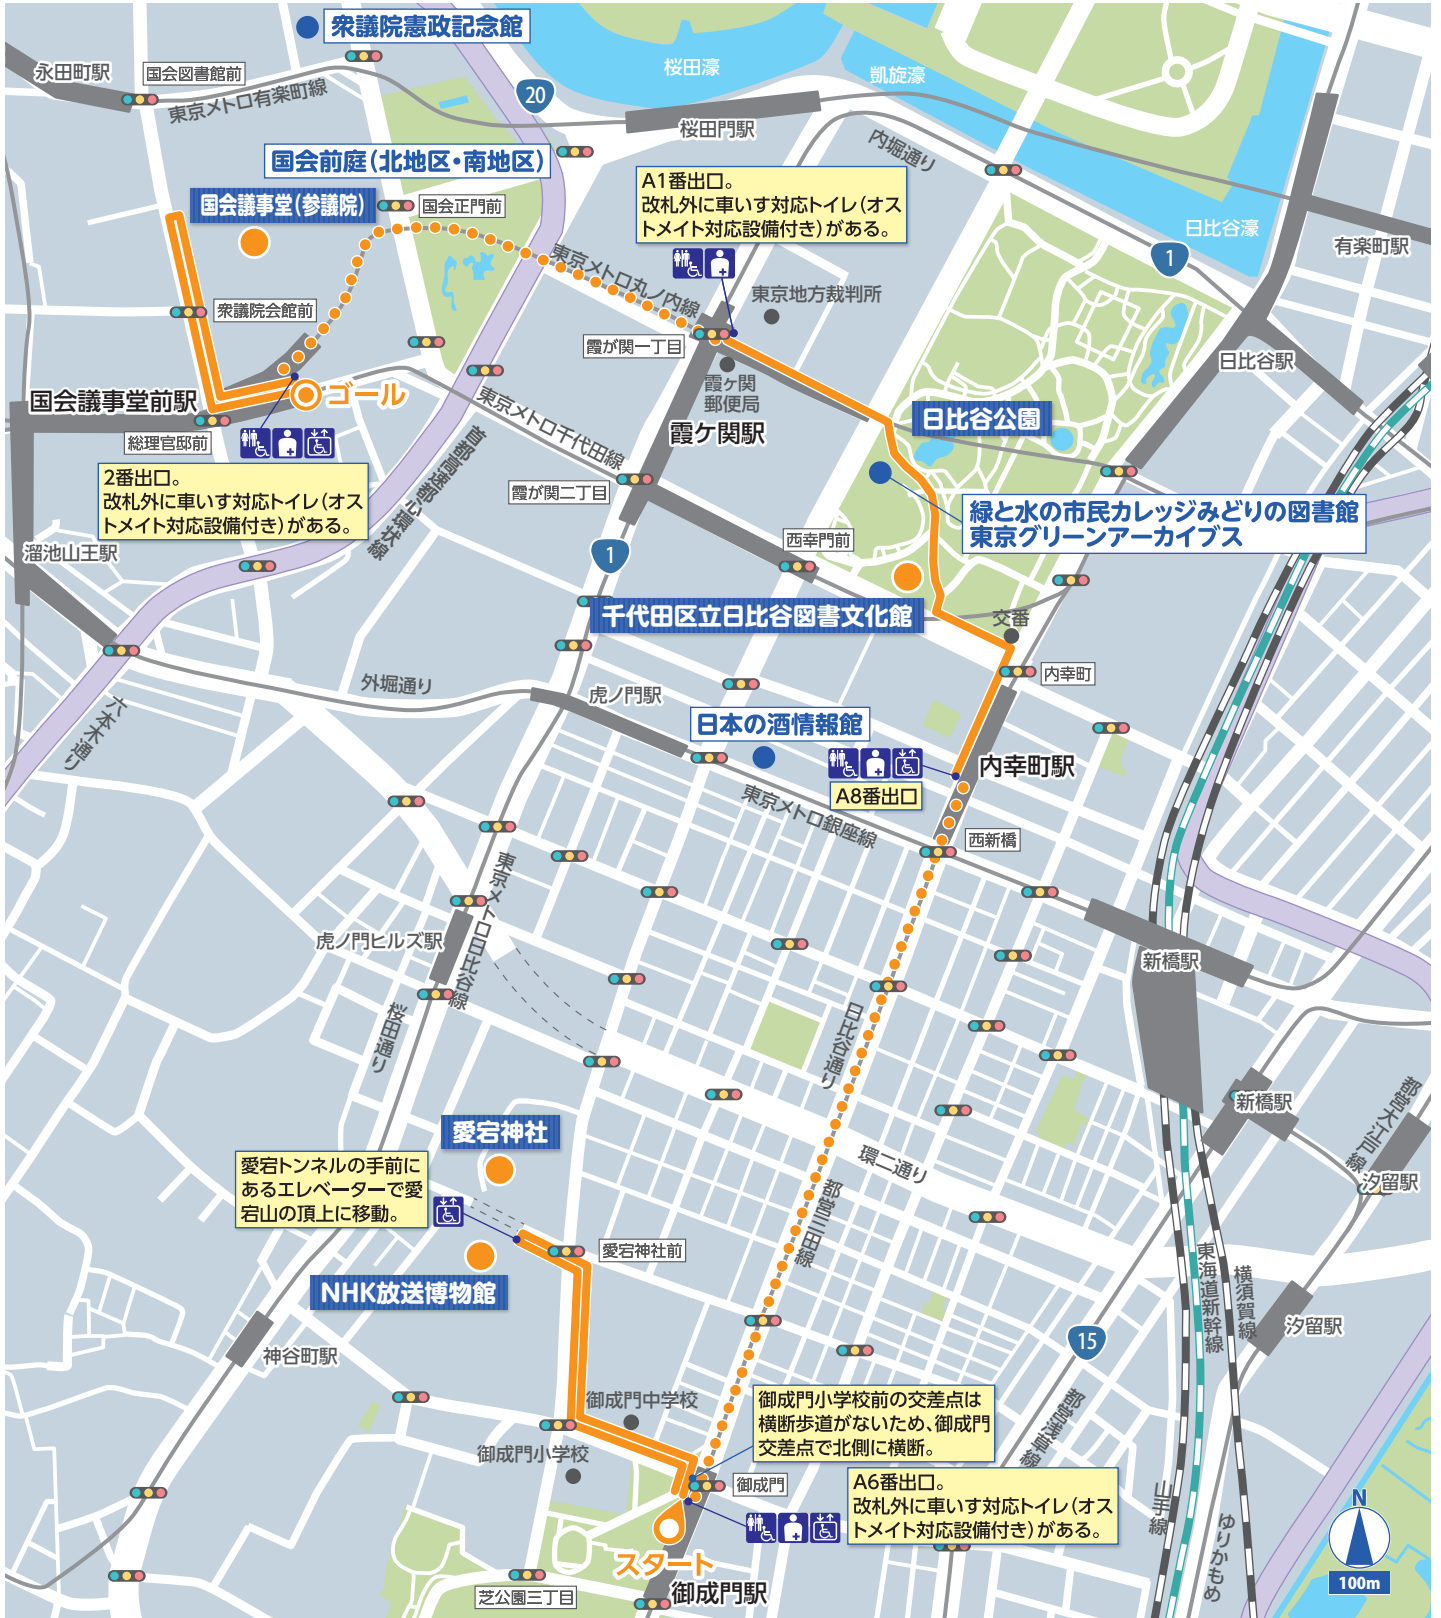 衆議院憲政記念館
永田町駅
国会図書館前
東京メトロ有楽町線
20
桜田濠
凱旋濠
桜田門駅
内堀通り
国会前庭(北地区・南地区)
国会議事堂(参議院)
国会正門前
A1番出口。
改札外に車いす対応トイレ(オス
トメイト対応設備付き)がある。
日比谷濠
1
有楽町駅
東京メトロ丸ノ内線
東京地方裁判所
衆議院会館前
霞が関一丁目
日比谷駅
霞ヶ関
郵便局
国会議事堂前駅
ゴール
東京メトロ千代田線
霞ケ関駅
日比谷公園
総理官邸前
首都高速都心環状線
2番出口。
改札外に車いす対応トイレ(オス
トメイト対応設備付き)がある。
霞が関二丁目
緑と水の市民カレッジみどりの図書館
東京グリーンアーカイブス
溜池山王駅
1
西幸門前
千代田区立日比谷図書文化館
交番
内幸町
外堀通り
虎ノ門駅
六本木通り
日本の酒情報館
内幸町駅
A8番出口
東京メトロ銀座線
西新橋
東京メトロ日比谷線
虎ノ門ヒルズ駅
新橋駅
桜田通り
日比谷通り
新橋駅
都営大江戸線
汐留駅
愛宕神社
愛宕トンネルの手前に
あるエレベーターで愛
宕山の頂上に移動。
環二通り
都営三田線
愛宕神社前
NHK放送博物館
東海道新幹線
横須賀線
汐留駅
15
神谷町駅
御成門中学校
御成門小学校前の交差点は
横断歩道がないため、御成門
交差点で北側に横断。
都営浅草線
御成門小学校
御成門
A6番出口。
改札外に車いす対応トイレ(オス
トメイト対応設備付き)がある。
山手線
ゆりかもめ
N
100m
スタート
芝公園三丁目
御成門駅